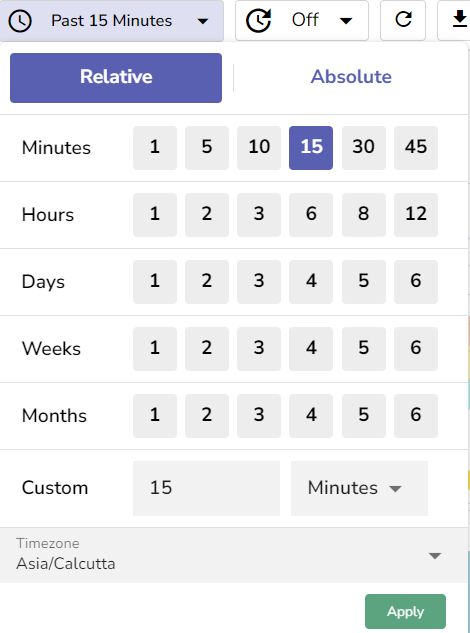 Past 15 Minutes Off
Relative Absolute
Minutes 1 5 10 15 30 45
Hours 1 2 3 6 8 12
Days 1 2 3 4 5 6
Weeks 1 2 3 4 5 6
Months 1 2 3 4 5 6
Custom 15 Minutes
Timezone
Asia/Calcutta
Apply